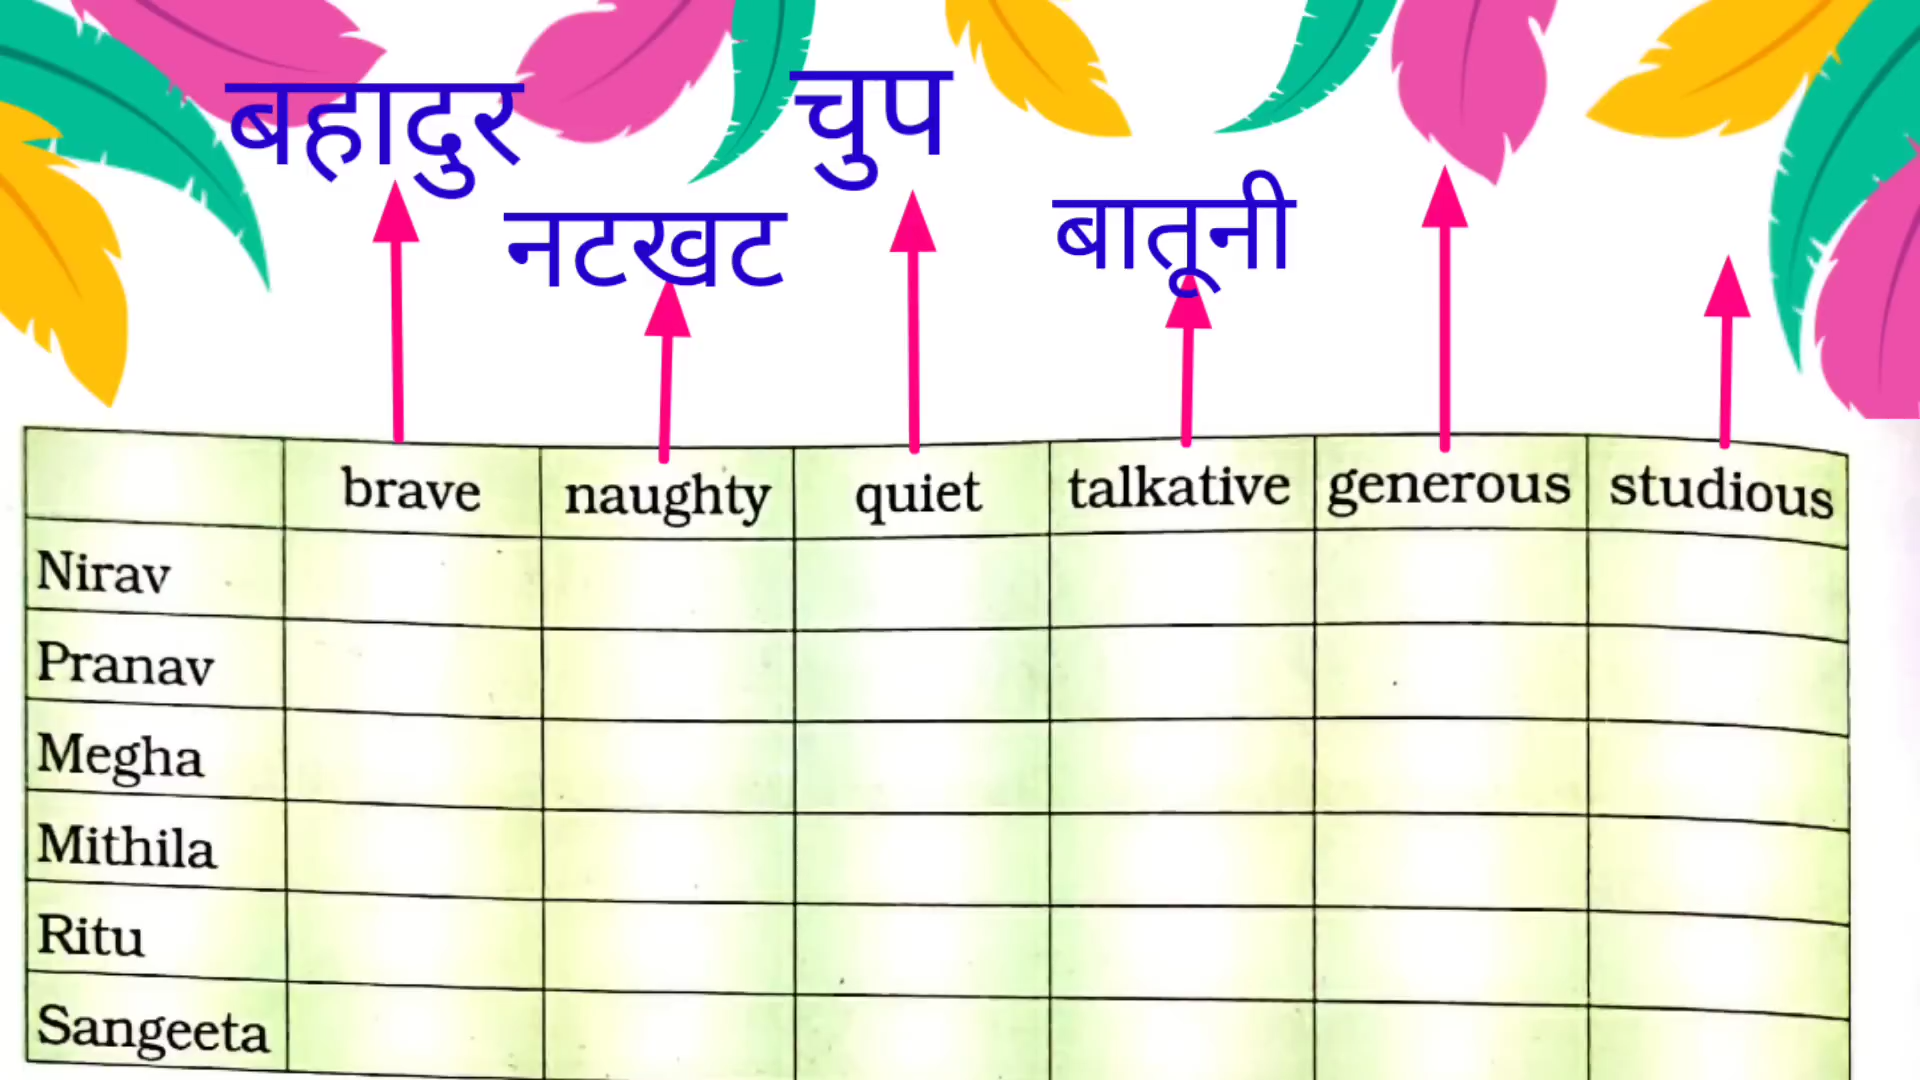 बहादुर
चुप
नटखट
बातूनी
brave naughty quiet talkative generous studious
Nirav
Pranav
Megha
Mithila
Ritu
Sangeeta